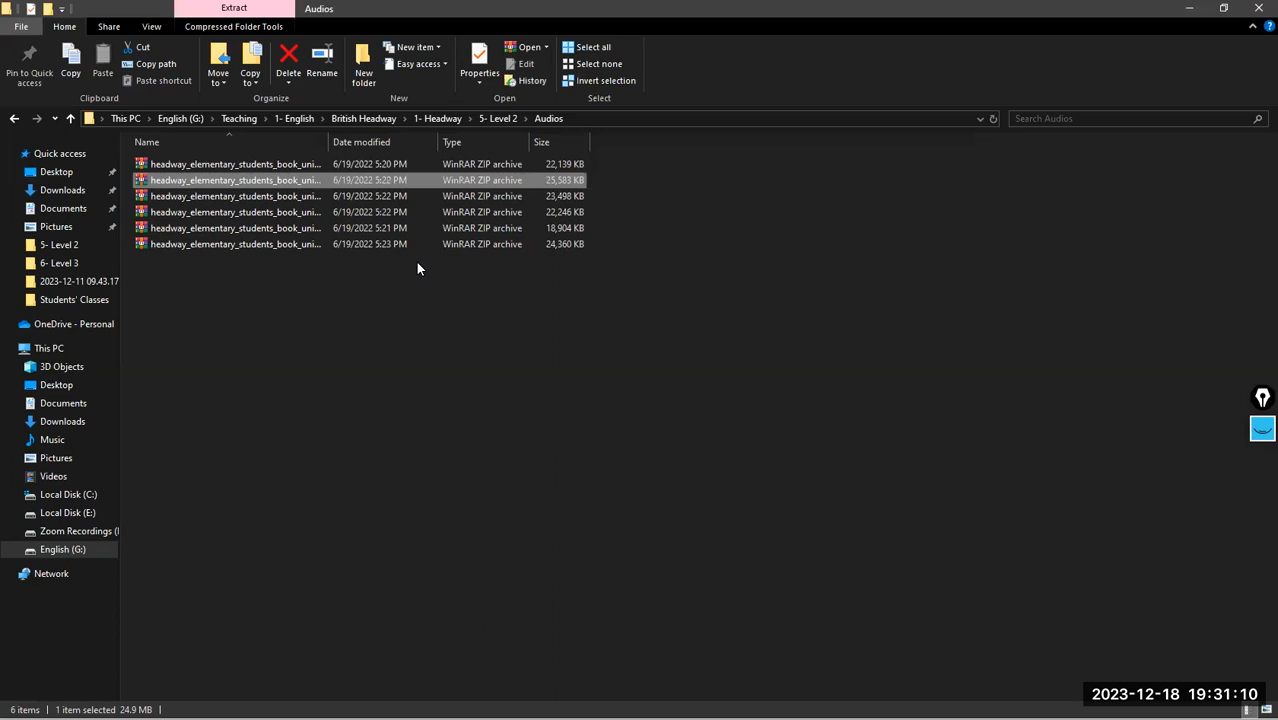 Extract
Audios
File
Home
Share
View
Compressed Folder Tools
Pin to Quick access
Copy
Paste
Cut
Copy path
Paste shortcut
Clipboard
Move to
Copy to
Delete
Rename
Organize
New folder
New item
Easy access
New
Properties
Open
Edit
History
Open
Select all
Select none
Invert selection
Select
This PC > English (G:) > Teaching > 1- English > British Headway > 1- Headway > 5- Level 2 > Audios
Search Audios
Name Date modified Type Size
headway_elementary_students_book_uni... 6/19/2022 5:20 PM WinRAR ZIP archive 22,139 KB
headway_elementary_students_book_uni... 6/19/2022 5:22 PM WinRAR ZIP archive 25,583 KB
headway_elementary_students_book_uni... 6/19/2022 5:22 PM WinRAR ZIP archive 23,498 KB
headway_elementary_students_book_uni... 6/19/2022 5:22 PM WinRAR ZIP archive 22,246 KB
headway_elementary_students_book_uni... 6/19/2022 5:21 PM WinRAR ZIP archive 18,904 KB
headway_elementary_students_book_uni... 6/19/2022 5:23 PM WinRAR ZIP archive 24,360 KB
Quick access
Desktop
Downloads
Documents
Pictures
5- Level 2
6- Level 3
2023-12-11 09.43.17
Students' Classes
OneDrive - Personal
This PC
3D Objects
Desktop
Documents
Downloads
Music
Pictures
Videos
Local Disk (C:)
Local Disk (E:)
Zoom Recordings (
English (G:)
Network
6 items
1 item selected 24.9 MB
2023-12-18 19:31:10